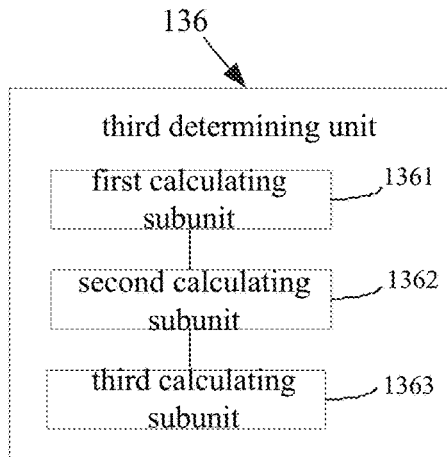 136
third determining unit
first calculating
subunit
1361
second calculating
subunit
1362
third calculating
subunit
1363